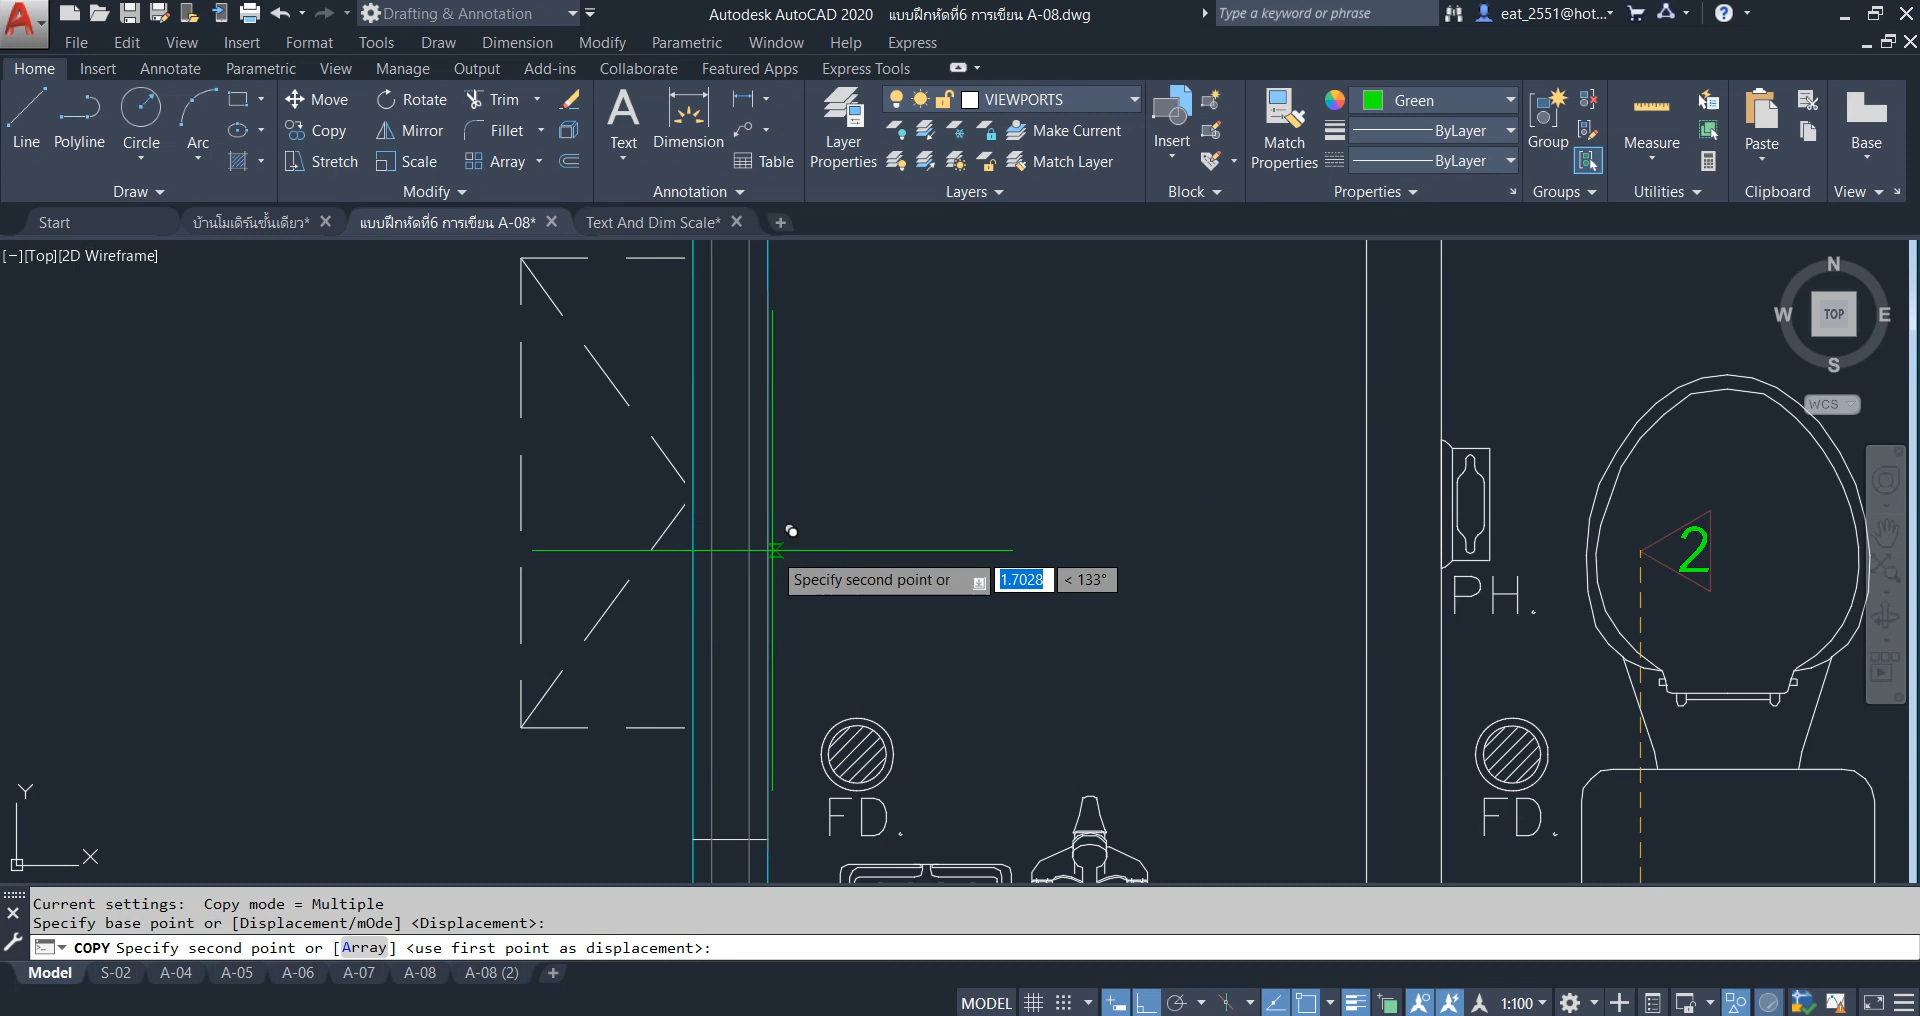 Drafting & Annotation
Autodesk AutoCAD 2020 แบบฝึกหัดที่6 การเขียน A-08.dwg
Type a keyword or phrase
eat_2551@hot...
File Edit View Insert Format Tools Draw Dimension Modify Parametric Window Help Express
Home Insert Annotate Parametric View Manage Output Add-ins Collaborate Featured Apps Express Tools
Line Polyline Circle Arc
Move Rotate Trim
Copy Mirror Fillet
Stretch Scale Array
Text Dimension Table
Layer Properties
VIEWPORTS
Make Current
Match Layer
Insert
Match Properties
Green
ByLayer
ByLayer
Group Measure Paste Base
Draw Modify Annotation Layers Block Properties Groups Utilities Clipboard View
Start บ้านโมเดิร์นชั้นเดียว* แบบฝึกหัดที่6 การเขียน A-08* Text And Dim Scale*
[−][Top][2D Wireframe]
N
W TOP E
S
WCS
2
Specify second point or 1.7028 < 133°
PH.
FD. FD.
Y
X
Current settings: Copy mode = Multiple
Specify base point or [Displacement/mOde] <Displacement>:
COPY Specify second point or [Array] <use first point as displacement>:
Model S-02 A-04 A-05 A-06 A-07 A-08 A-08 (2)
MODEL 1:100